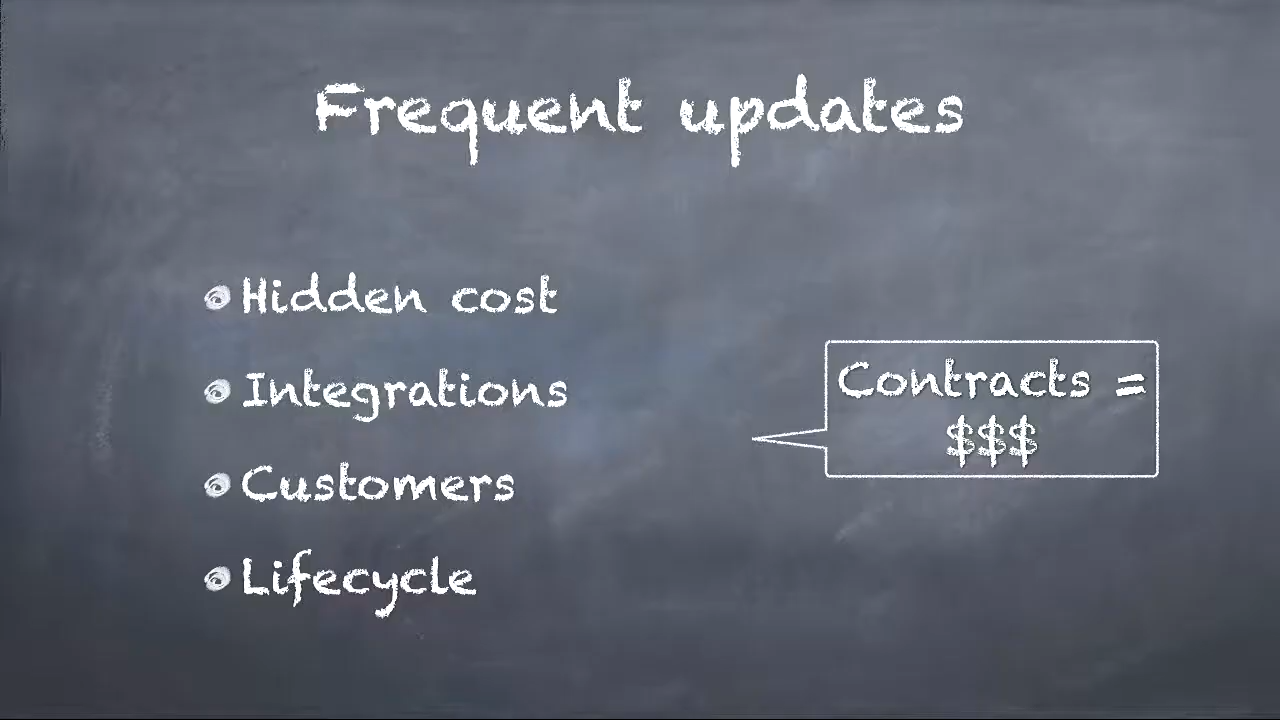 Frequent updates
Hidden cost
Integrations
Customers
Lifecycle
Contracts =
$$$